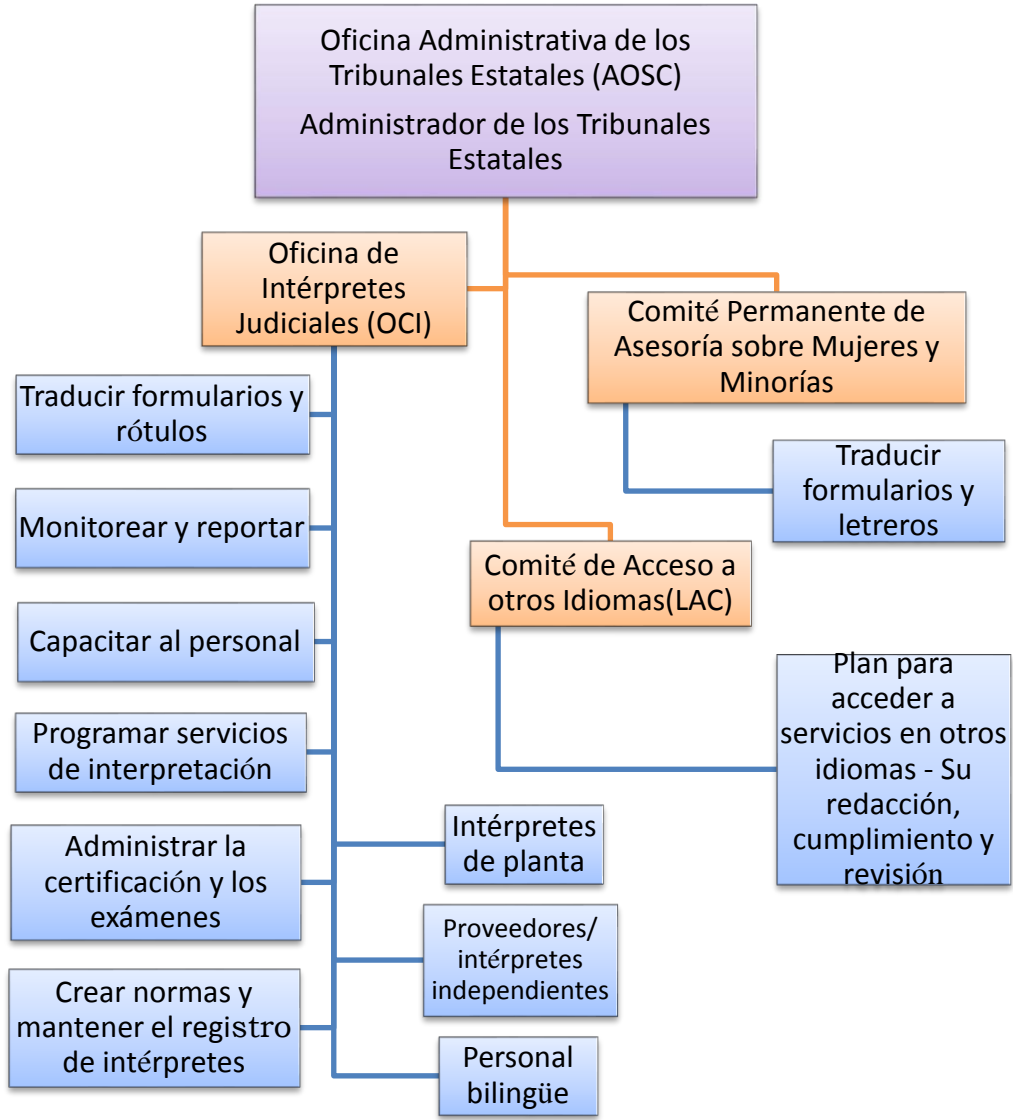 Oficina Administrativa de los
Tribunales Estatales (AOSC)
Administrador de los Tribunales
Estatales
Oficina de
Intérpretes
Judiciales (OCI)
Comité Permanente de
Asesoría sobre Mujeres y
Minorías
Traducir formularios y
rótulos
Traducir
formularios y
letreros
Monitorear y reportar
Comité de Acceso a
otros Idiomas(LAC)
Capacitar al personal
Plan para
acceder a
servicios en otros
idiomas - Su
redacción,
cumplimiento y
revisión
Programar servicios
de interpretación
Intérpretes
de planta
Administrar la
certificación y los
exámenes
Proveedores/
intérpretes
independientes
Crear normas y
mantener el registro
de intérpretes
Personal
bilingüe